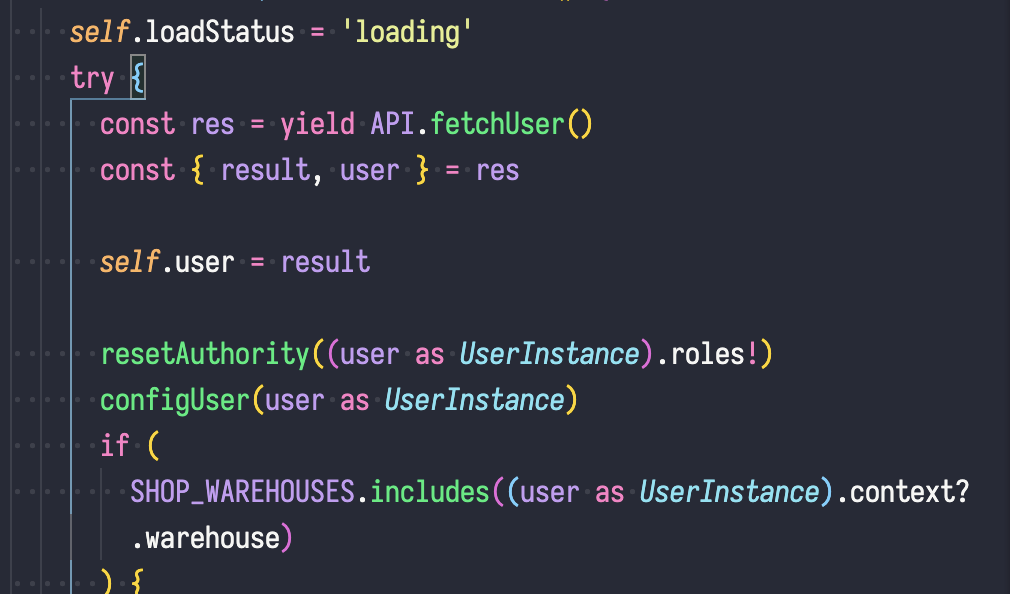 self.loadStatus = 'loading'
try {
const res = yield API.fetchUser()
const { result, user } = res
self.user = result
resetAuthority((user as UserInstance).roles!)
configUser(user as UserInstance)
if (
SHOP_WAREHOUSES.includes((user as UserInstance).context?
.warehouse)
) {